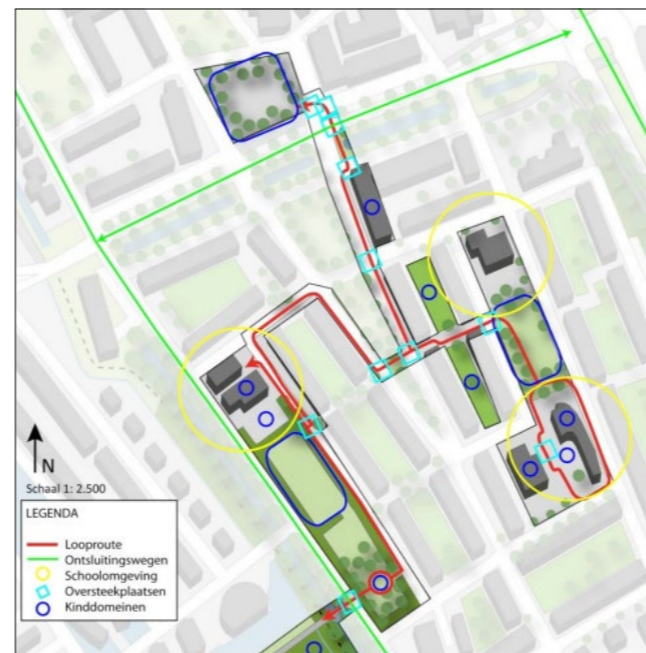 N
Schaal 1: 2.500
LEGENDA
Looproute
Ontsluitingswegen
Schoolomgeving
Oversteekplaatsen
Kinddomeinen